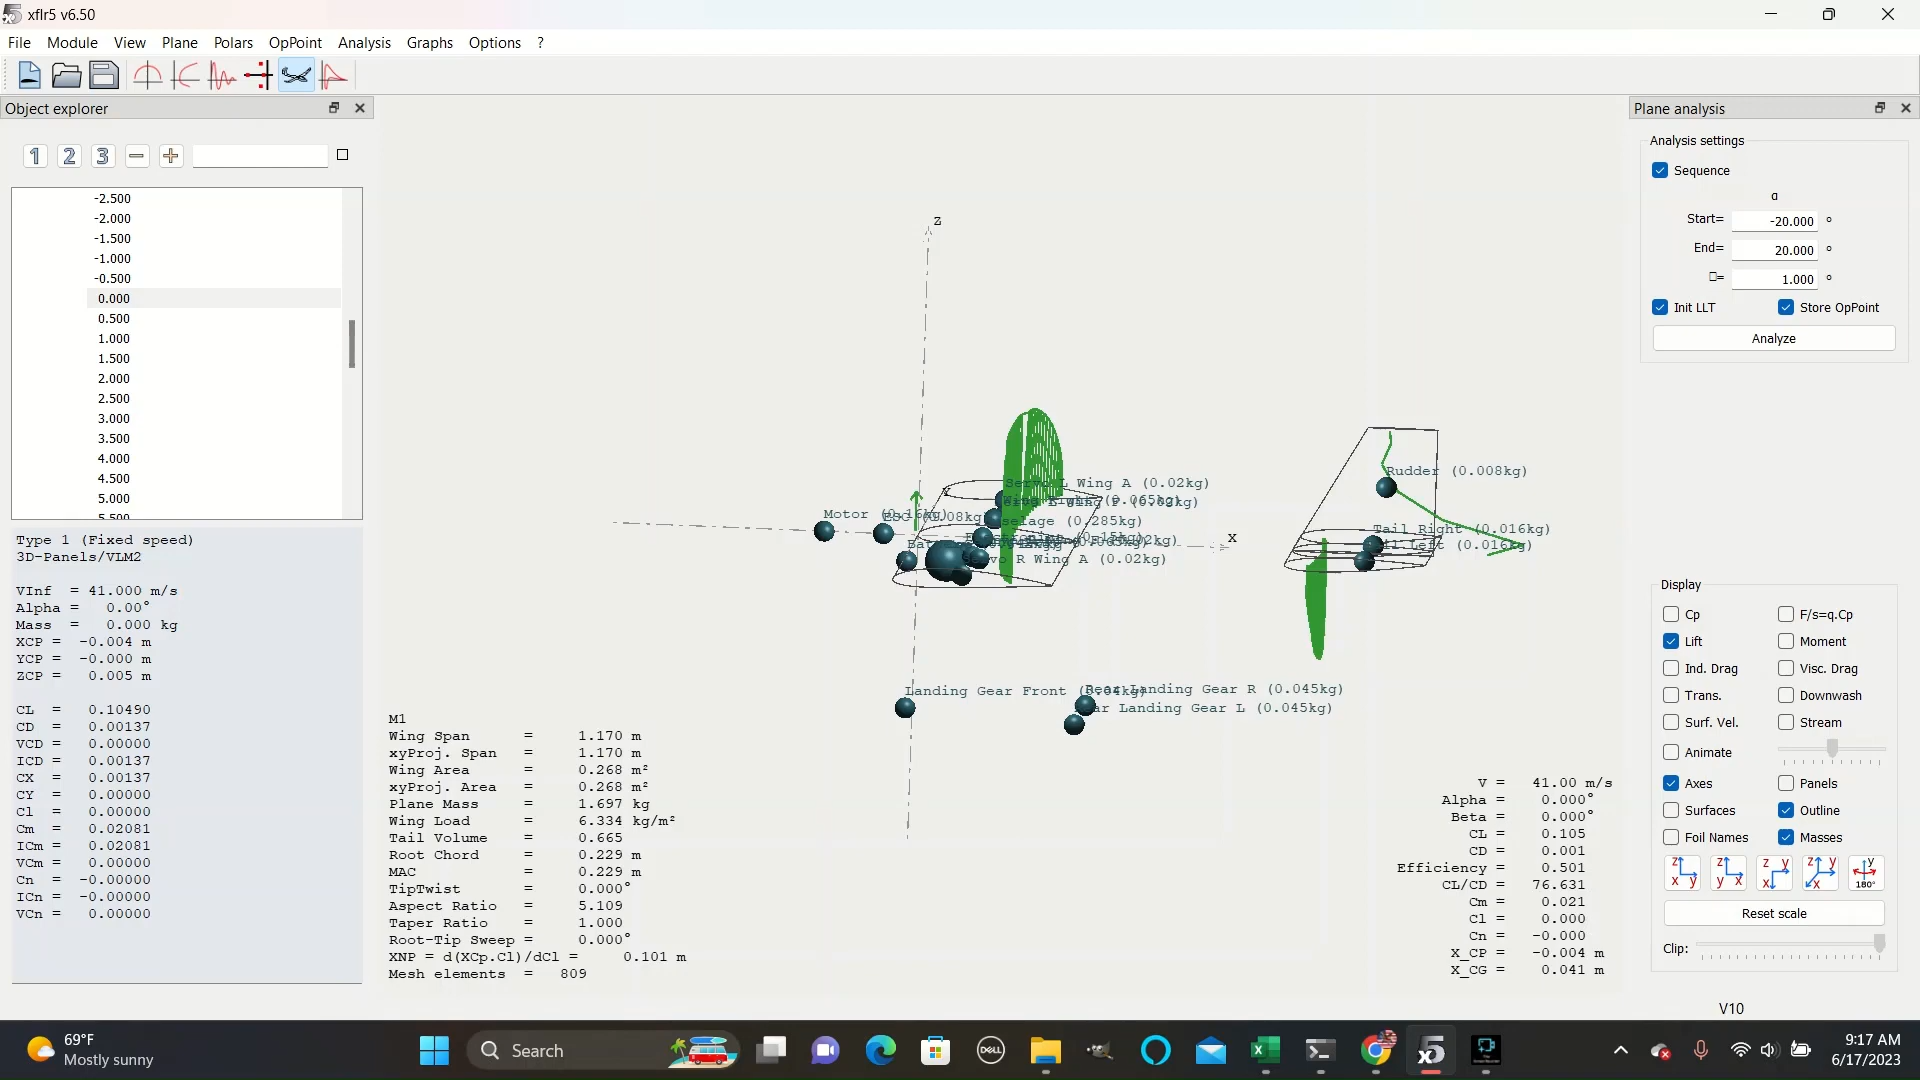 xflr5 v6.50
File Module View Plane Polars OpPoint Analysis Graphs Options ?
Object explorer
1 2 3
-2.500
-2.000
-1.500
-1.000
-0.500
0.000
0.500
1.000
1.500
2.000
2.500
3.000
3.500
4.000
4.500
5.000
5.500
Type 1 (Fixed speed)
3D-Panels/VLM2
VInf = 41.000 m/s
Alpha = 0.00°
Mass = 0.000 kg
XCP = -0.004 m
YCP = -0.000 m
ZCP = 0.005 m
CL = 0.10490
CD = 0.00137
VCD = 0.00000
ICD = 0.00137
CX = 0.00137
CY = 0.00000
Cl = 0.00000
Cm = 0.02081
ICm = 0.02081
VCm = 0.00000
Cn = -0.00000
ICn = -0.00000
VCn = 0.00000
Z
Y
X
Servo L Wing A (0.02kg)
Motor (0.16kg)
Servo R Wing A (0.02kg)
Rudder (0.008kg)
Tail Right (0.016kg)
Landing Gear Front
Rear Landing Gear R (0.045kg)
Landing Gear L (0.045kg)
M1
Wing Span = 1.170 m
xyProj. Span = 1.170 m
Wing Area = 0.268 m²
xyProj. Area = 0.268 m²
Plane Mass = 1.697 kg
Wing Load = 6.334 kg/m²
Tail Volume = 0.665
Root Chord = 0.229 m
MAC = 0.229 m
TipTwist = 0.000°
Aspect Ratio = 5.109
Taper Ratio = 1.000
Root-Tip Sweep = 0.000°
XNP = d(XCp.Cl)/dCl = 0.101 m
Mesh elements = 809
V = 41.00 m/s
Alpha = 0.000°
Beta = 0.000°
CL = 0.105
CD = 0.001
Efficiency = 0.501
CL/CD = 76.631
Cm = 0.021
Cl = 0.000
Cn = -0.000
X_CP = -0.004 m
X_CG = 0.041 m
Plane analysis
Analysis settings
Sequence
α
Start= -20.000 °
End= 20.000 °
□= 1.000 °
Init LLT Store OpPoint
Analyze
Display
Cp F/s=q.Cp
Lift Moment
Ind. Drag Visc. Drag
Trans. Downwash
Surf. Vel. Stream
Animate
Axes Panels
Surfaces Outline
Foil Names Masses
z x y z y x z y x z y x y 180°
Reset scale
Clip:
V10
69°F
Mostly sunny
Search
DELL
9:17 AM
6/17/2023